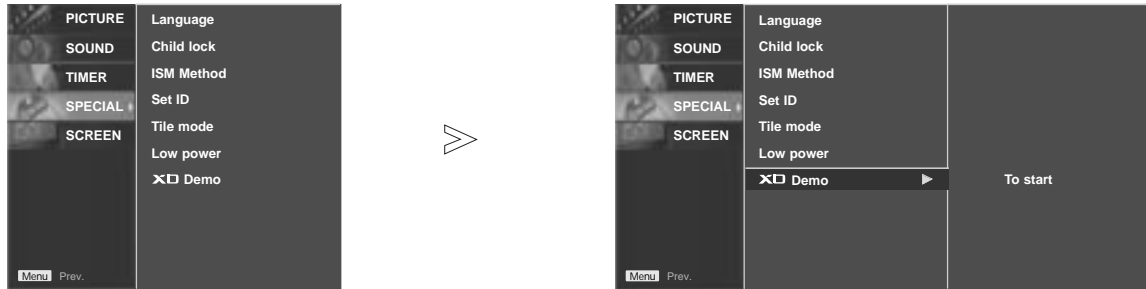 PICTURE
SOUND
TIMER
SPECIAL
SCREEN
Language
Child lock
ISM Method
Set ID
Tile mode
Low power
XD Demo
Menu Prev.
PICTURE
SOUND
TIMER
SPECIAL
SCREEN
Language
Child lock
ISM Method
Set ID
Tile mode
Low power
XD Demo
To start
Menu Prev.